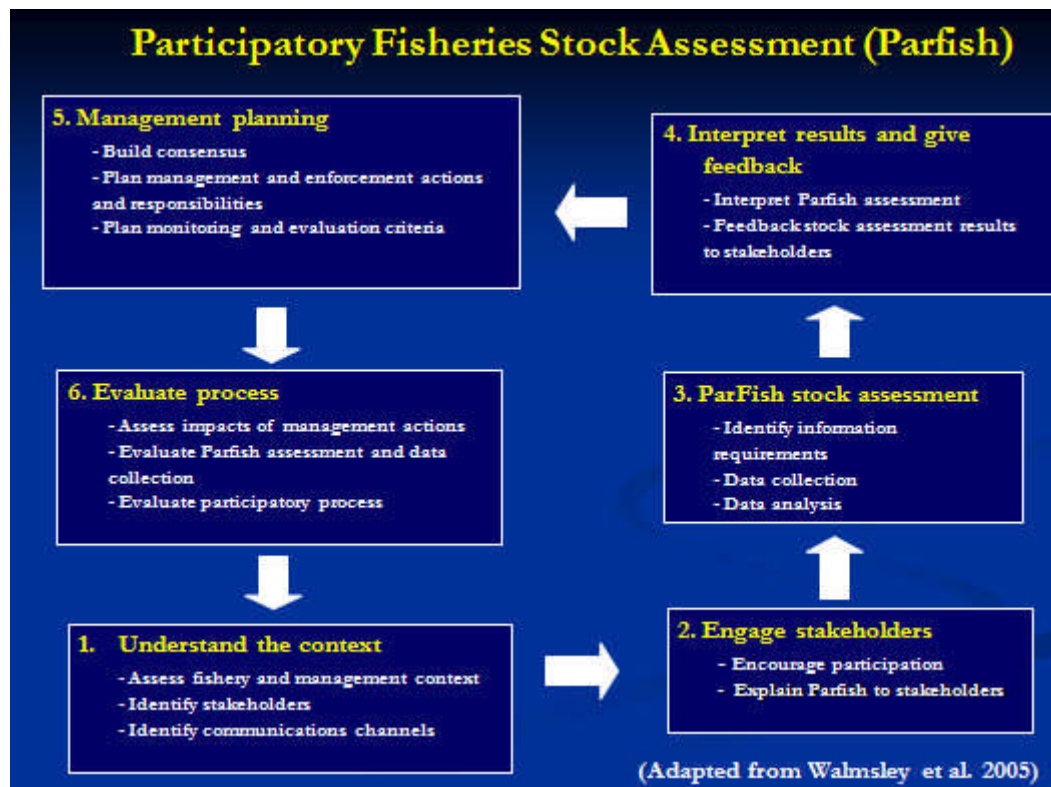 Participatory Fisheries Stock Assessment (Parfish)
5. Management planning
- Build consensus
- Plan management and enforcement actions
and responsibilities
- Plan monitoring and evaluation criteria
4. Interpret results and give
feedback
- Interpret Parfish assessment
- Feedback stock assessment results
to stakeholders
6. Evaluate process
- Assess impacts of management actions
- Evaluate Parfish assessment and data
collection
- Evaluate participatory process
3. ParFish stock assessment
- Identify information
requirements
- Data collection
- Data analysis
1. Understand the context
- Assess fishery and management context
- Identify stakeholders
- Identify communications channels
2. Engage stakeholders
- Encourage participation
- Explain Parfish to stakeholders
(Adapted from Walmsley et al. 2005)